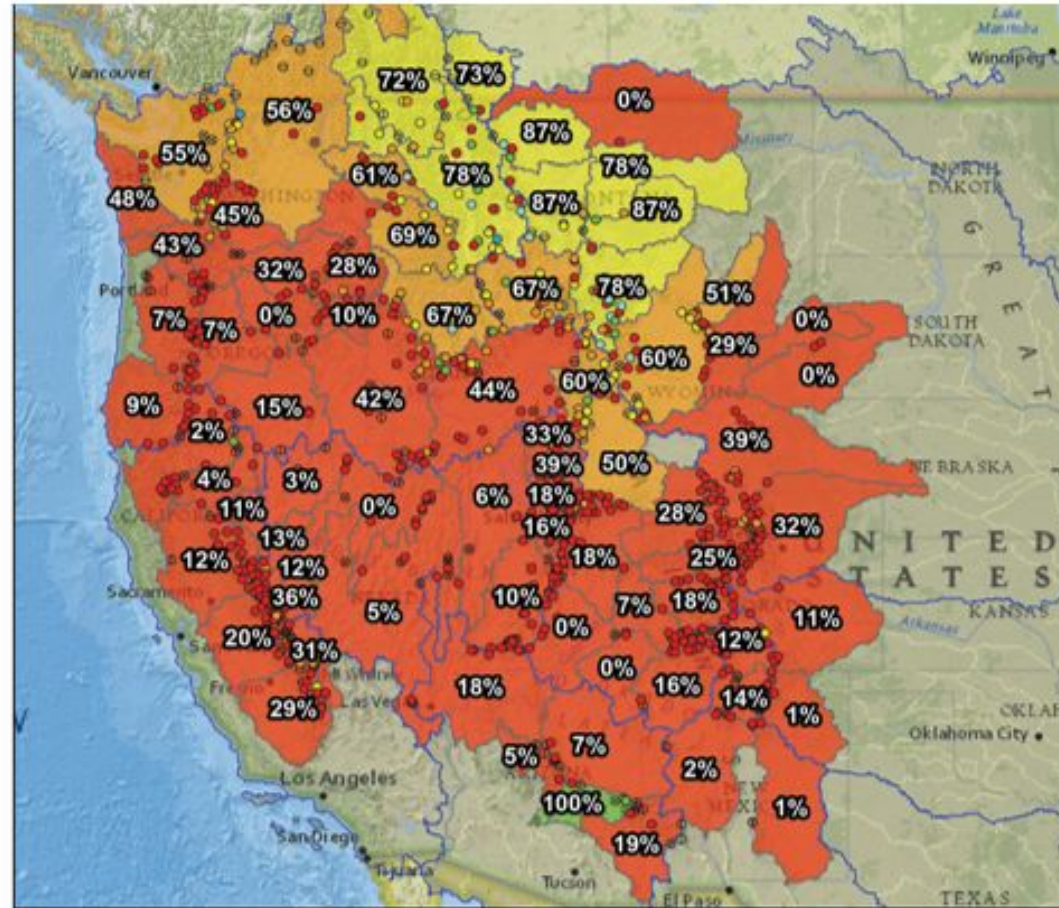 Lake
Manitoba
Winnipeg
Vancouver
72%
73%
0%
56%
87%
Missouri
55%
61%
78%
78%
NORTH
DAKOTA
48%
45%
87%
87%
43%
69%
G
R
E
A
T
32%
28%
67%
78%
51%
Portland
7%
7%
0%
10%
67%
0%
SOUTH
DAKOTA
29%
60%
0%
9%
15%
42%
44%
60%
WYOMING
2%
33%
39%
39%
50%
NEBRASKA
4%
3%
0%
6%
18%
28%
11%
16%
32%
13%
18%
25%
UNITED
STATES
12%
12%
Sacramento
36%
5%
10%
7%
18%
KANSAS
11%
Arkansas
20%
31%
0%
12%
0%
16%
Fresno
18%
14%
29%
Las Vegas
1%
Oklahoma City
7%
5%
2%
Los Angeles
100%
NEW
1%
San Diego
19%
Tijuana
Tucson
El Paso
TEXAS